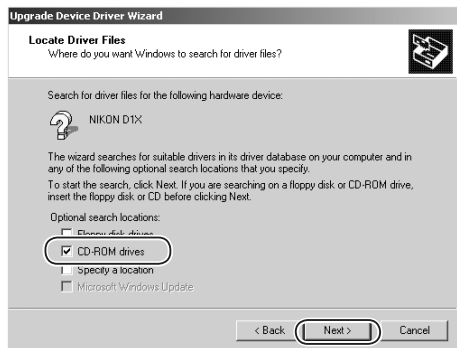 Upgrade Device Driver Wizard
Locate Driver Files
Where do you want Windows to search for driver files?
Search for driver files for the following hardware device:
NIKON D1X
The wizard searches for suitable drivers in its driver database on your computer and in
any of the following optional search locations that you specify.
To start the search, click Next. If you are searching on a floppy disk or CD-ROM drive,
insert the floppy disk or CD before clicking Next.
Optional search locations:
Floppy disk drives
CD-ROM drives
Specify a location
Microsoft Windows Update
< Back
Next >
Cancel